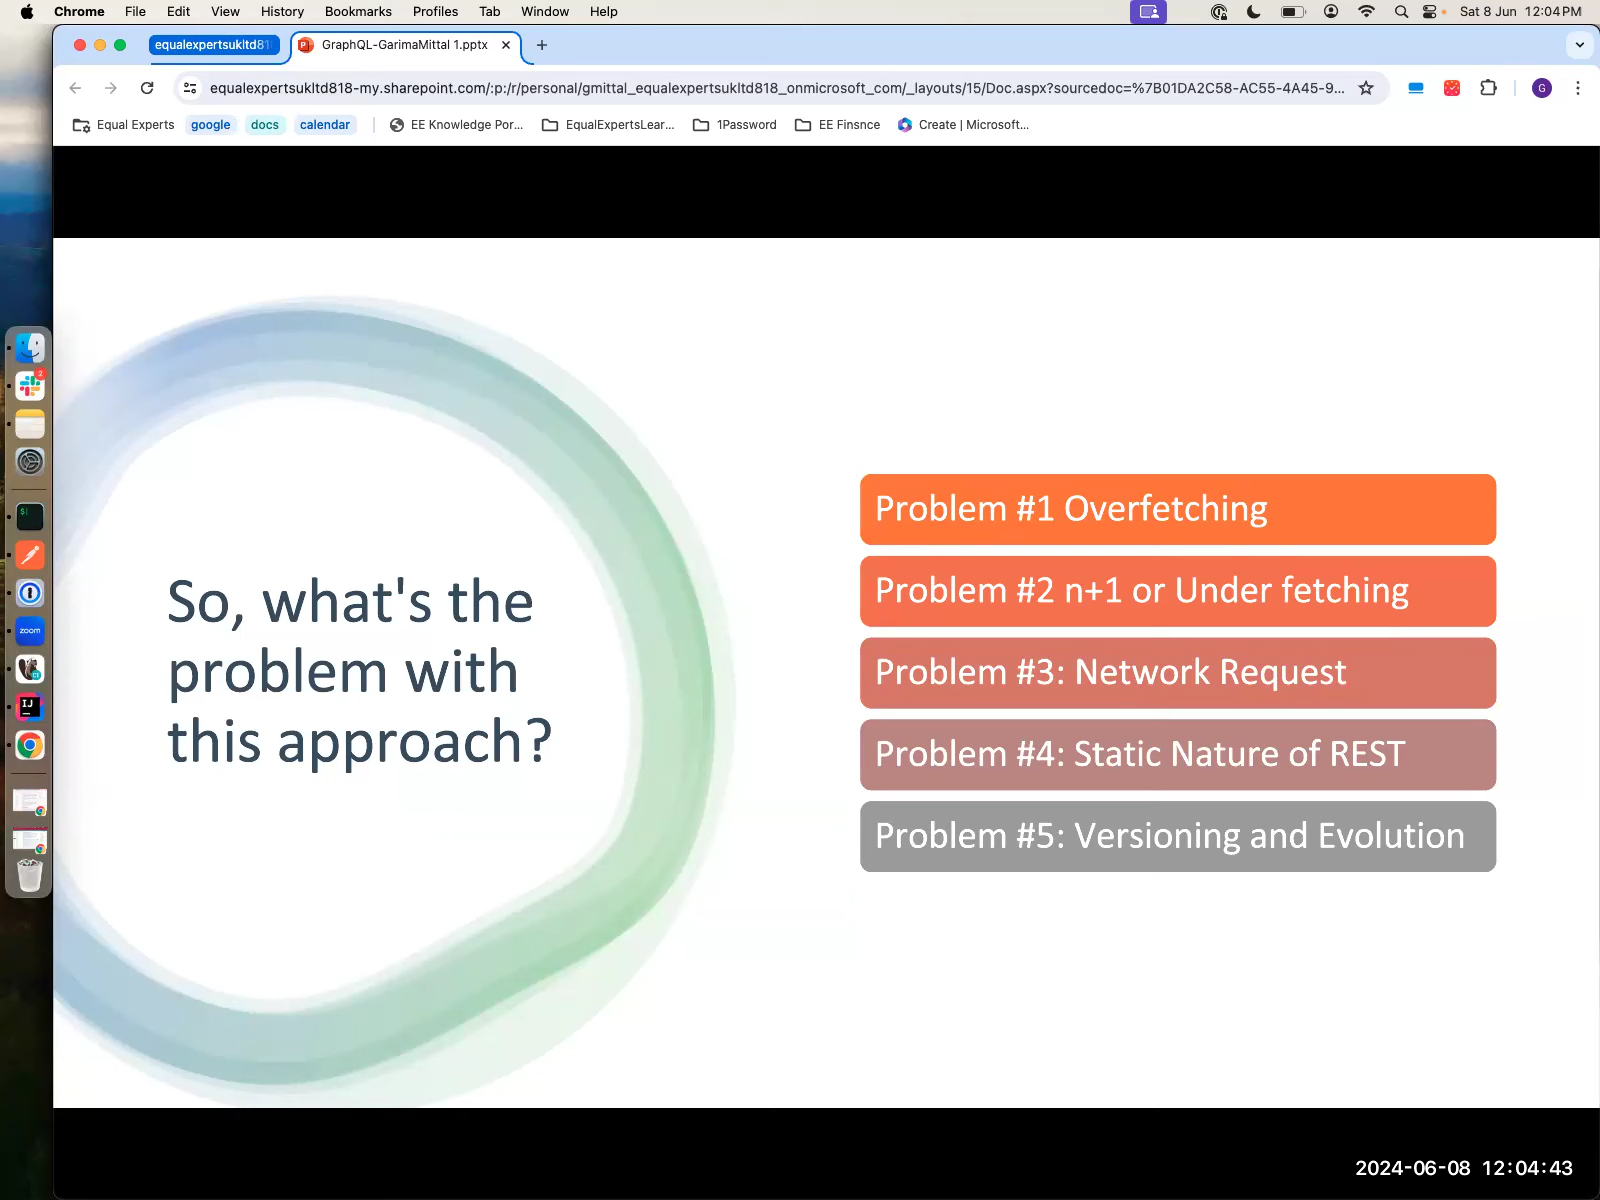 Chrome File Edit View History Bookmarks Profiles Tab Window Help Sat 8 Jun 12:04 PM
equalexpertsukltd81 GraphQL-GarimaMittal 1.pptx
equalexpertsukltd818-my.sharepoint.com/:p:/r/personal/gmittal_equalexpertsukltd818_onmicrosoft_com/_layouts/15/Doc.aspx?sourcedoc=%7B01DA2C58-AC55-4A45-9... G
Equal Experts google docs calendar EE Knowledge Por... EqualExpertsLear... 1Password EE Finsnce Create | Microsoft...
2
zoom
IJ
So, what's the
problem with
this approach?
Problem #1 Overfetching
Problem #2 n+1 or Under fetching
Problem #3: Network Request
Problem #4: Static Nature of REST
Problem #5: Versioning and Evolution
2024-06-08 12:04:43